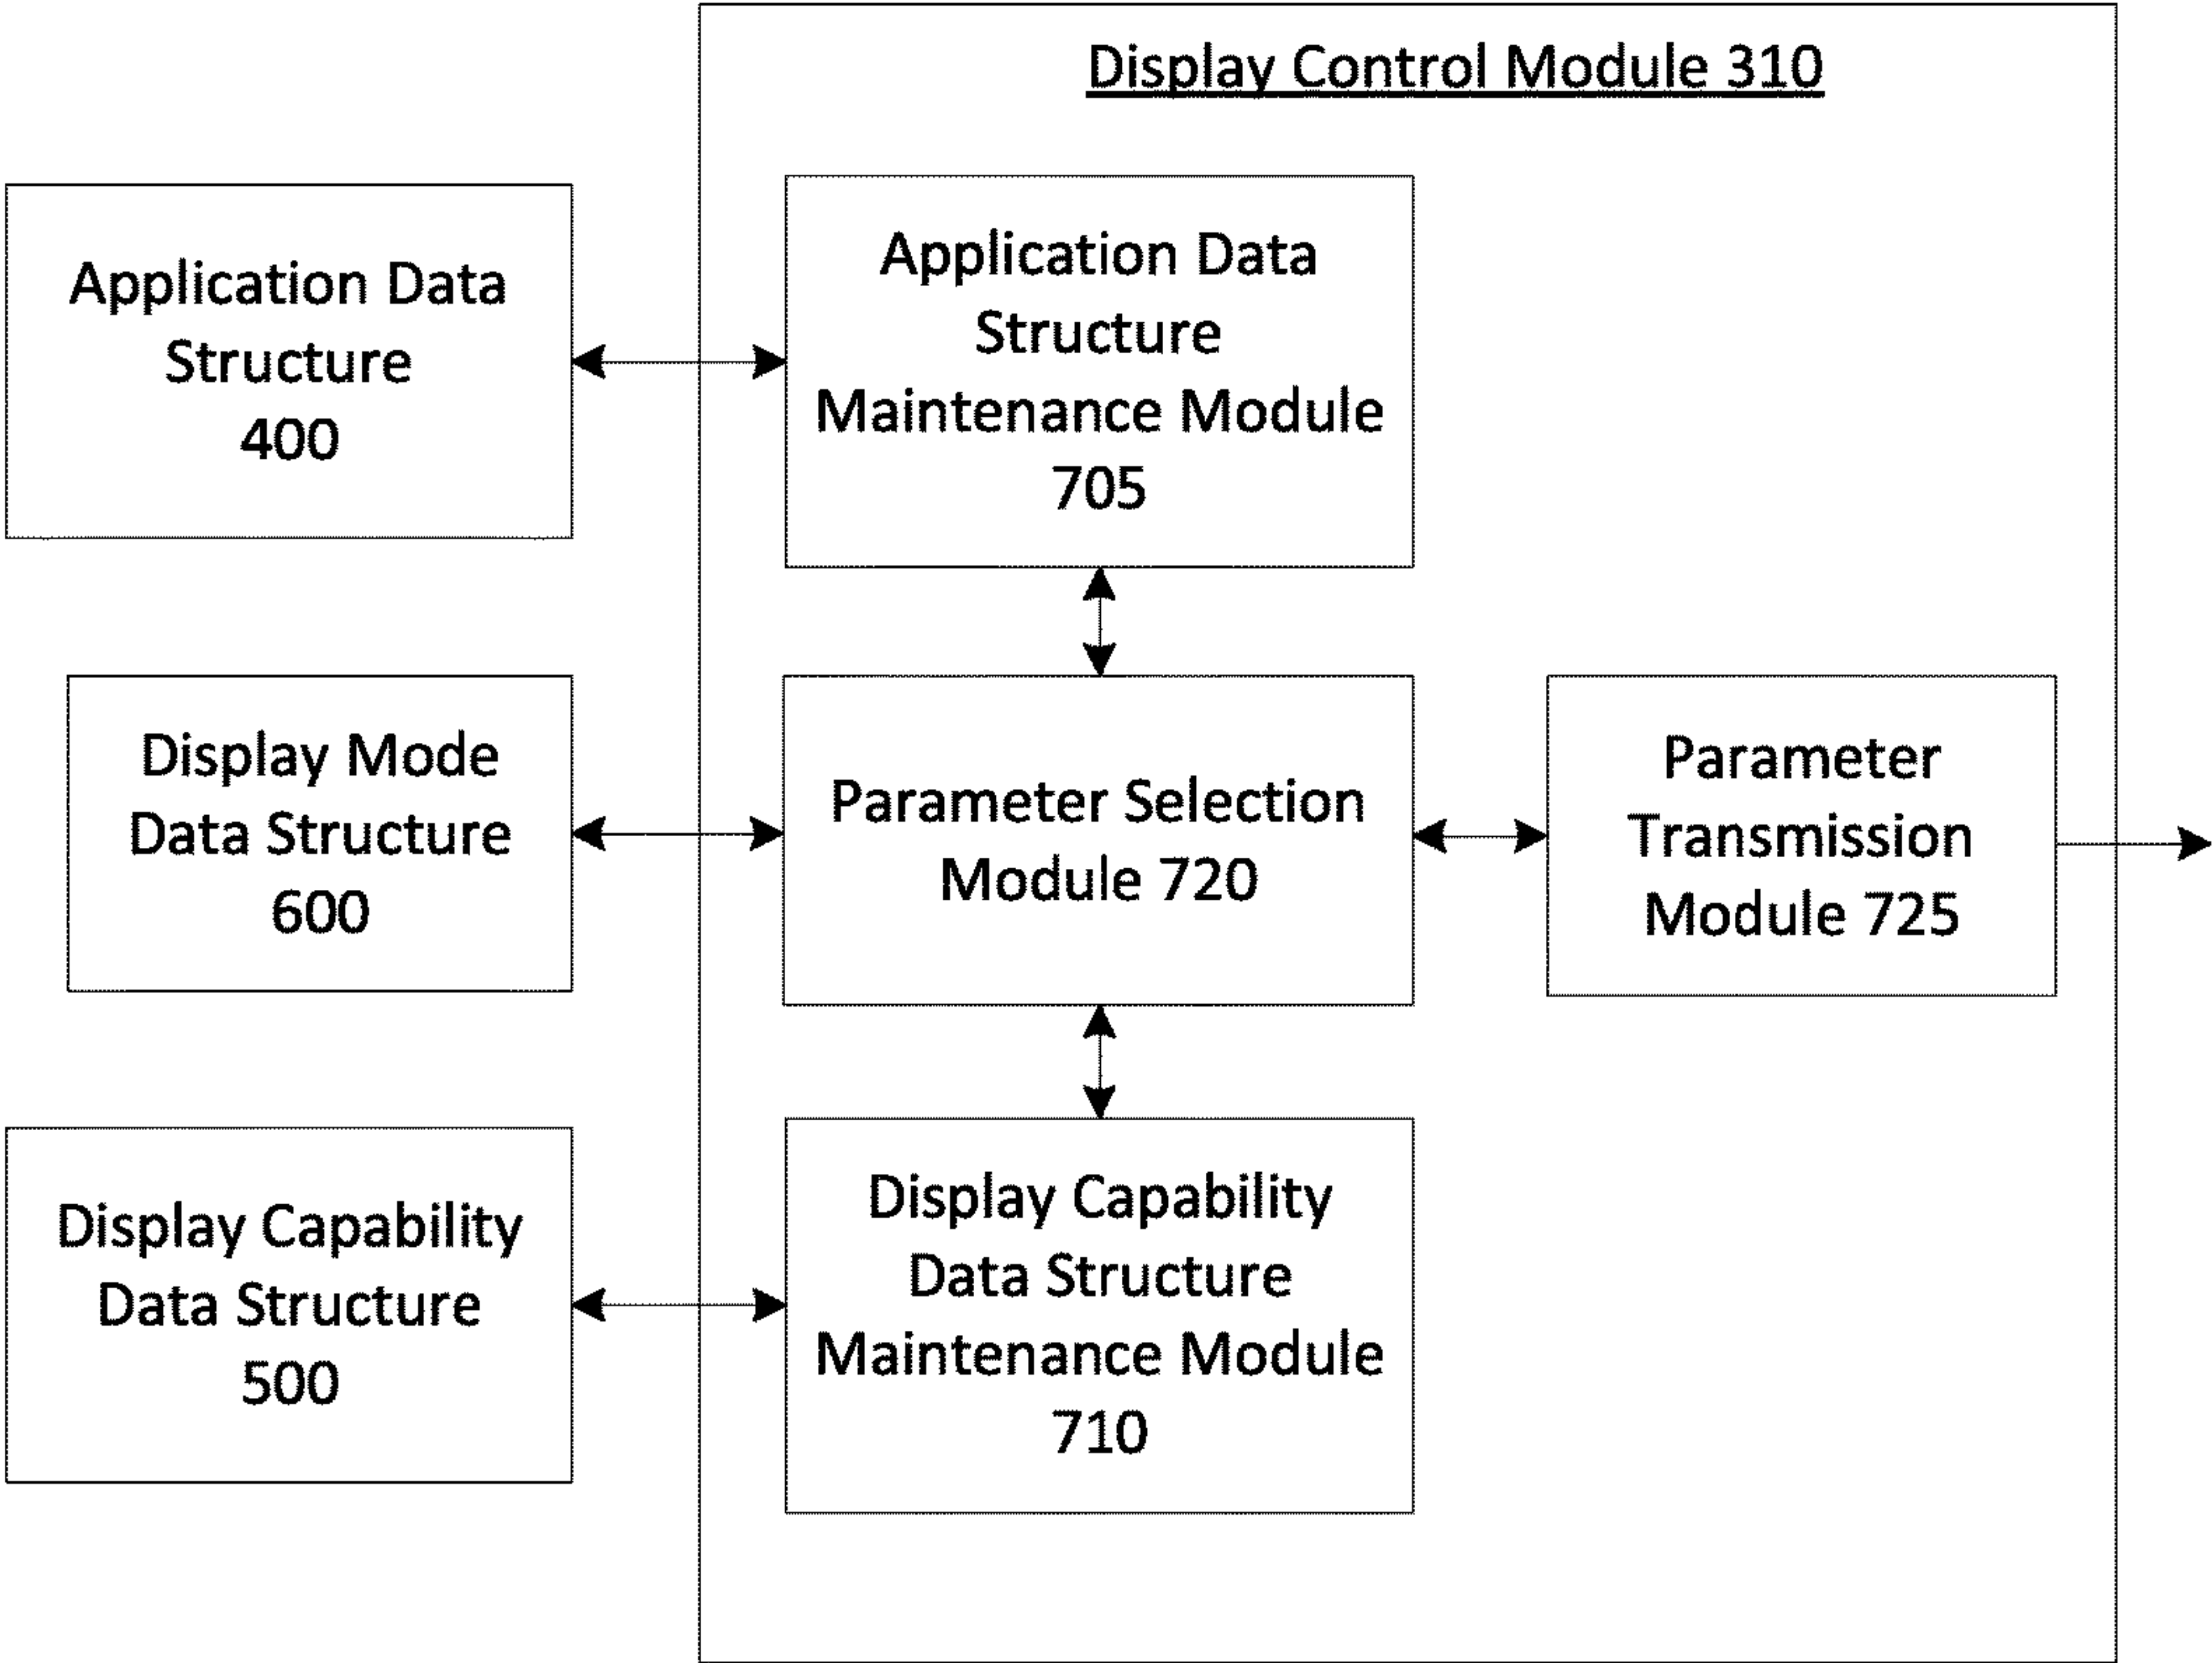 Display Control Module 310
Application Data
Structure
400
Application Data
Structure
Maintenance Module
705
Display Mode
Data Structure
600
Parameter Selection
Module 720
Parameter
Transmission
Module 725
Display Capability
Data Structure
500
Display Capability
Data Structure
Maintenance Module
710